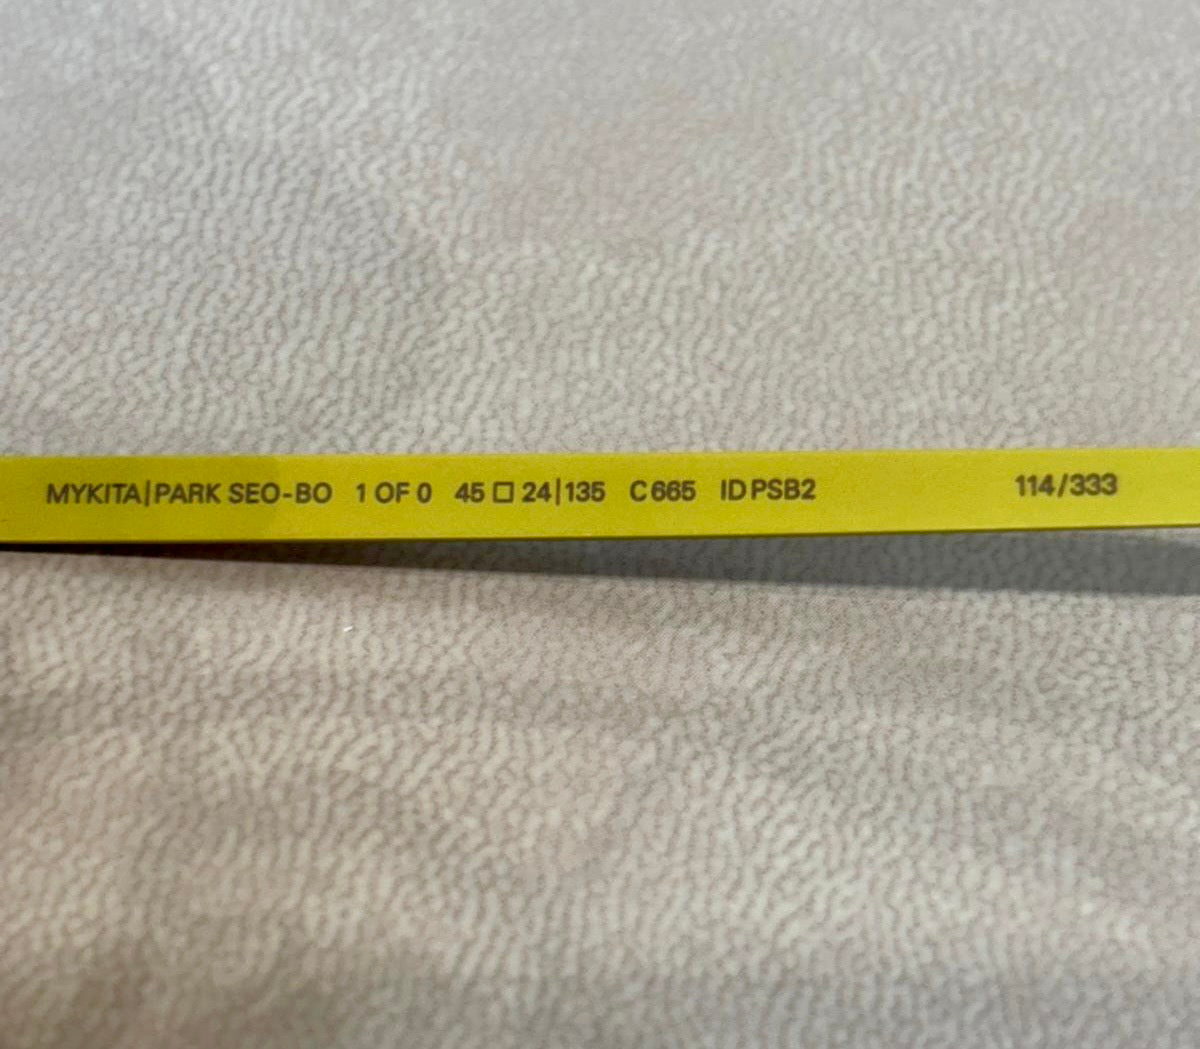 MYKITA|PARK SEO-BO 1 OF 0 45 □ 24|135 C665 ID PSB2 114/333